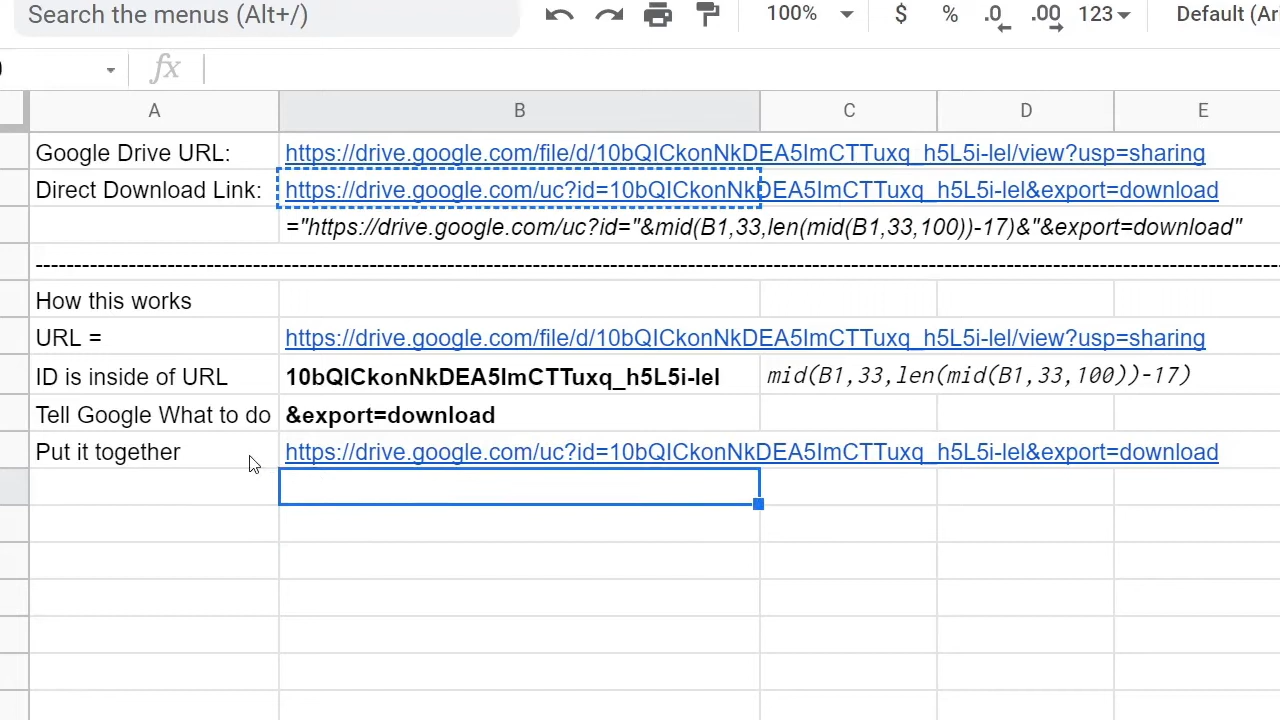 Search the menus (Alt+/)
100%
$ % .0 .00 123
fx
A B C D E
Google Drive URL: https://drive.google.com/file/d/10bQICkonNkDEA5ImCTTuxq_h5L5i-lel/view?usp=sharing
Direct Download Link: https://drive.google.com/uc?id=10bQICkonNkDEA5ImCTTuxq_h5L5i-lel&export=download
="https://drive.google.com/uc?id="&mid(B1,33,len(mid(B1,33,100))-17)&"&export=download"
How this works
URL = https://drive.google.com/file/d/10bQICkonNkDEA5ImCTTuxq_h5L5i-lel/view?usp=sharing
ID is inside of URL 10bQICkonNkDEA5ImCTTuxq_h5L5i-lel mid(B1,33,len(mid(B1,33,100))-17)
Tell Google What to do &export=download
Put it together https://drive.google.com/uc?id=10bQICkonNkDEA5ImCTTuxq_h5L5i-lel&export=download